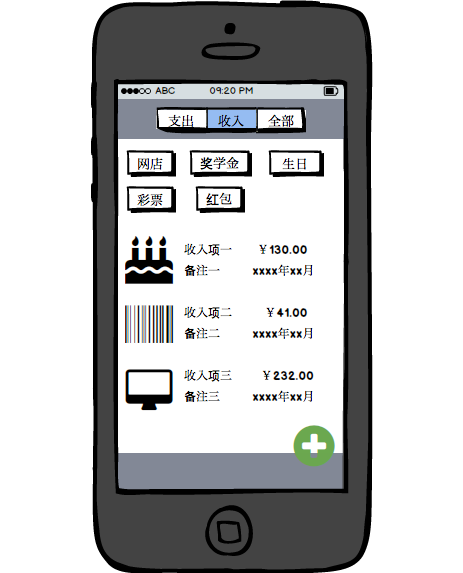 ABC 09:20 PM
支出 收入 全部
网店 奖学金 生日
彩票 红包
收入项一 ￥130.00
备注一 xxxx年xx月
收入项二 ￥41.00
备注二 xxxx年xx月
收入项三 ￥232.00
备注三 xxxx年xx月